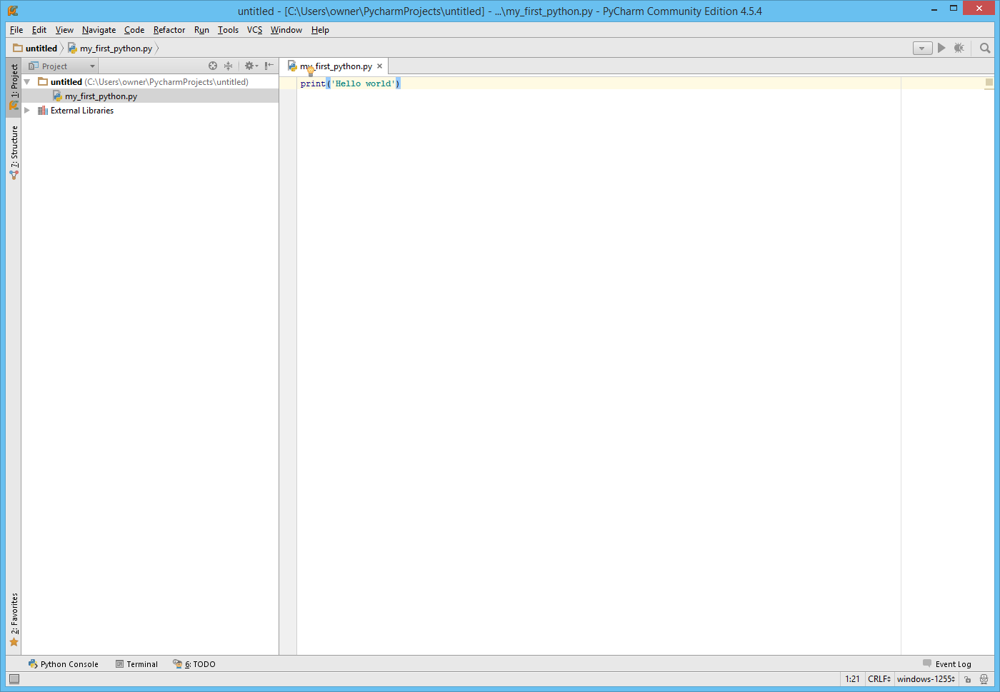 untitled - [C:\Users\owner\PycharmProjects\untitled] - ...\my_first_python.py - PyCharm Community Edition 4.5.4
File Edit View Navigate Code Refactor Run Tools VCS Window Help
untitled my_first_python.py
1: Project
Project
my_first_python.py
untitled (C:\Users\owner\PycharmProjects\untitled)
my_first_python.py
External Libraries
print('Hello world')
7: Structure
2: Favorites
Python Console Terminal 6: TODO Event Log
1:21 CRLF windows-1255